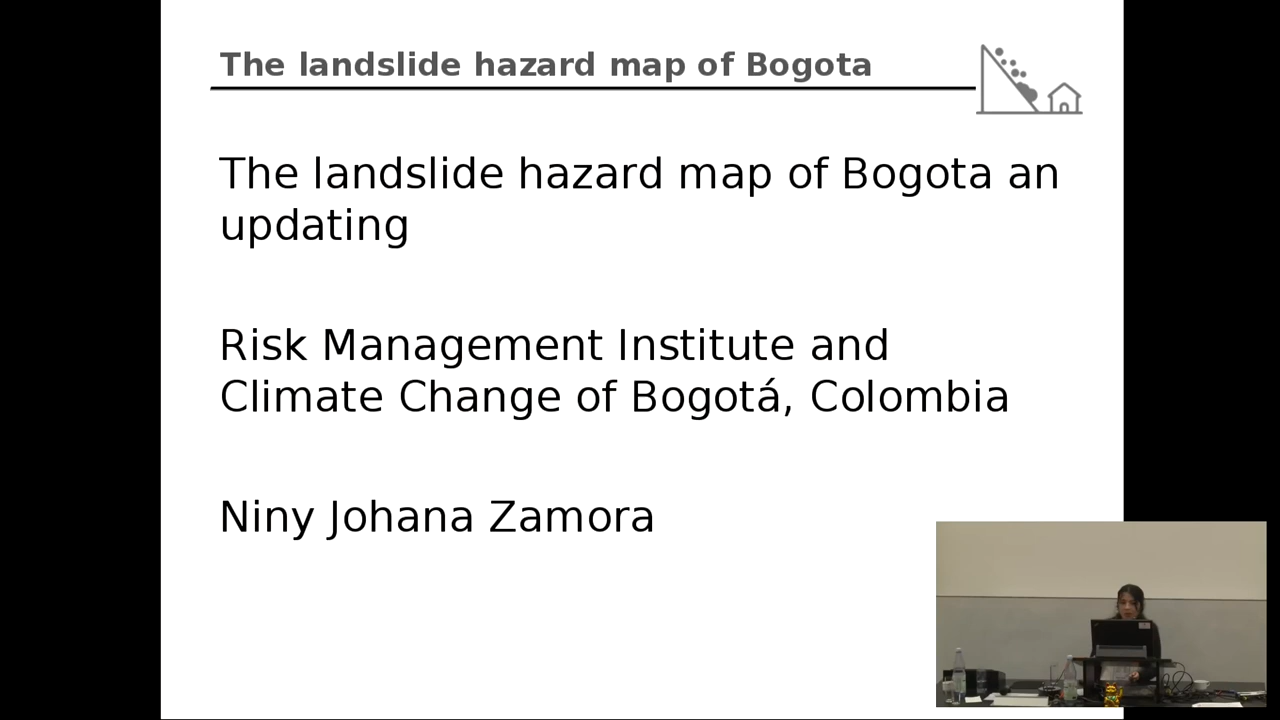 The landslide hazard map of Bogota
The landslide hazard map of Bogota an
updating
Risk Management Institute and
Climate Change of Bogotá, Colombia
Niny Johana Zamora